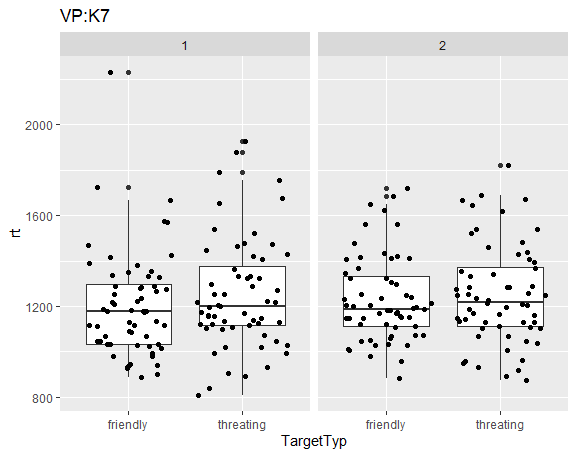 VP:K7
1
2
rt
2000
1600
1200
800
friendly
threating
friendly
threating
TargetTyp